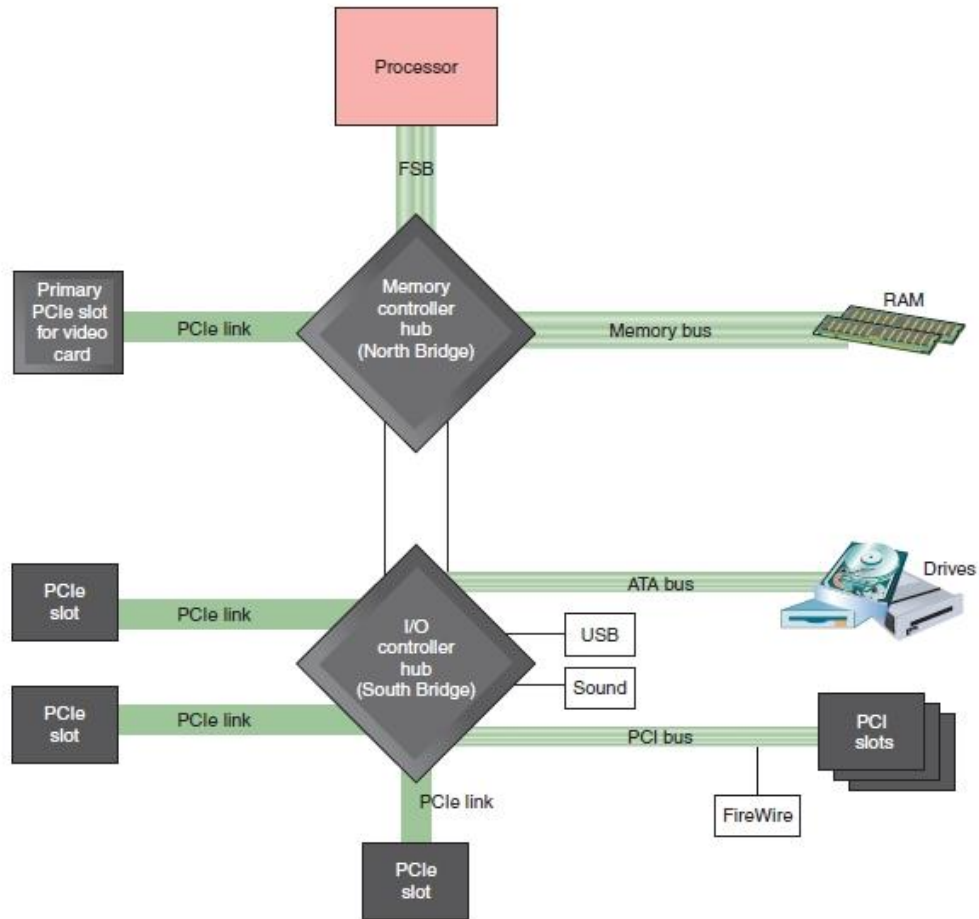 Processor
FSB
Primary
PCIe slot
for video
card
PCIe link
Memory
controller
hub
(North Bridge)
Memory bus
RAM
PCIe
slot
PCIe link
I/O
controller
hub
(South Bridge)
ATA bus
Drives
USB
Sound
PCIe
slot
PCIe link
PCI bus
PCI
slots
FireWire
PCIe link
PCIe
slot